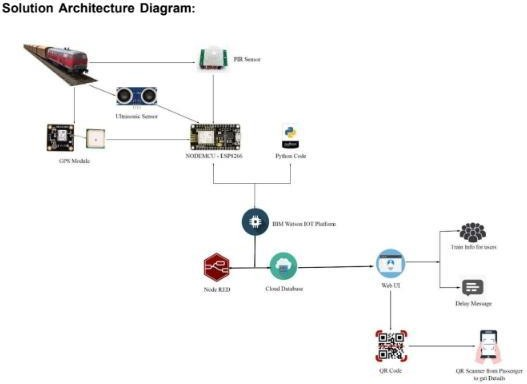 Solution Architecture Diagram:
PIR Sensor
Ultrasonic Sensor
GPS Module
NODEMCU - ESP8266
python
Python Code
IBM Watson IOT Platform
Node RED
Cloud Database
Web UI
Train Info for users
Delay Message
QR Code
QR Scanner from Passenger
to get Details